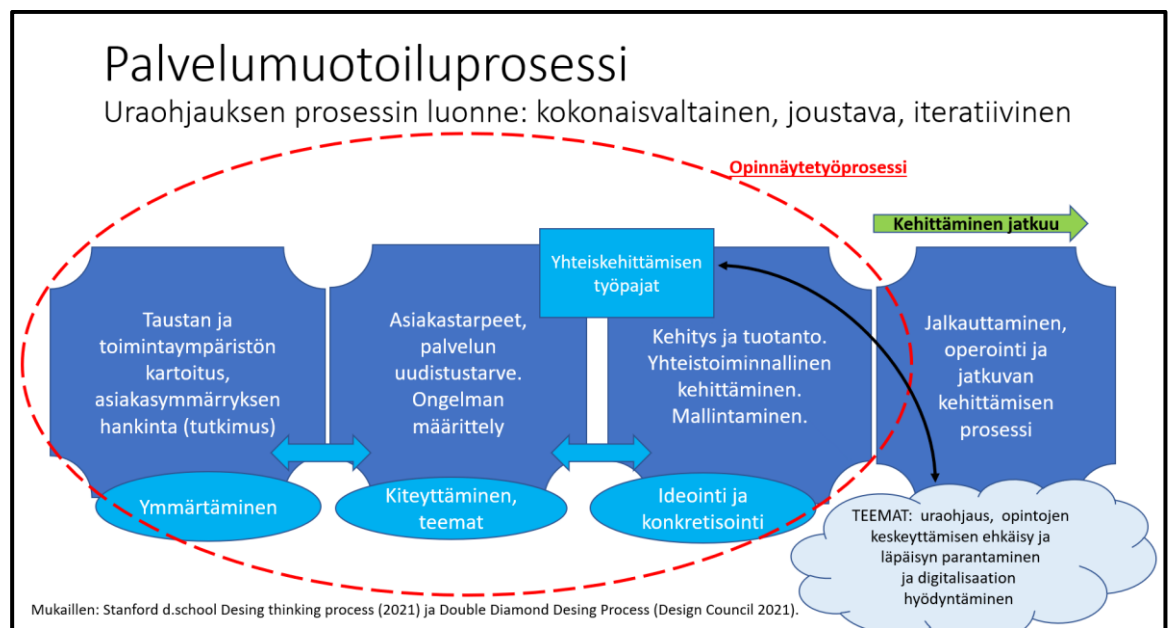 Palvelumuotoiluprosessi
Uraohjauksen prosessin luonne: kokonaisvaltainen, joustava, iteratiivinen
Opinnäytetyöprosessi
Kehittäminen jatkuu
Yhteiskehittämisen
työpajat
Taustan ja
toimintaympäristön
kartoitus,
asiakasymmärryksen
hankinta (tutkimus)
Asiakastarpeet,
palvelun
uudistustarve.
Ongelman
määrittely
Kehitys ja tuotanto.
Yhteistoiminnallinen
kehittäminen.
Mallintaminen.
Jalkauttaminen,
operointi ja
jatkuvan
kehittämisen
prosessi
Ymmärtäminen
Kiteyttäminen,
teemat
Ideointi ja
konkretisointi
TEEMAT: uraohjaus, opintojen
keskeyttämisen ehkäisy ja
läpäisyn parantaminen
ja digitalisaation
hyödyntäminen
Mukaillen: Stanford d.school Desing thinking process (2021) ja Double Diamond Desing Process (Design Council 2021).